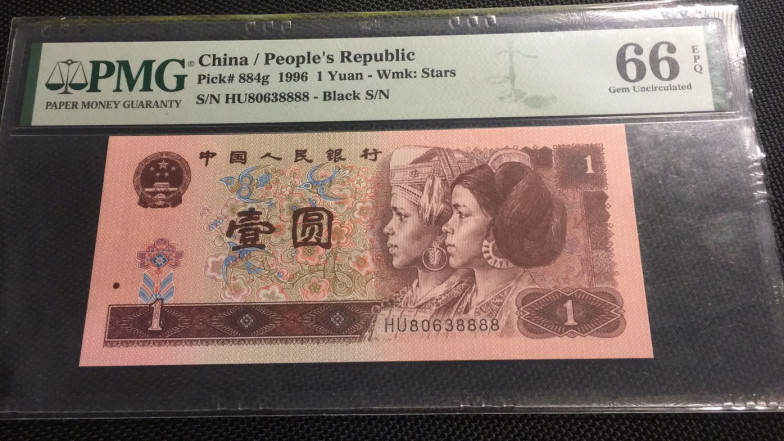 PMG®
PAPER MONEY GUARANTY
China / People's Republic
Pick# 884g 1996 1 Yuan - Wmk: Stars
S/N HU80638888 - Black S/N
66 EPQ
Gem Uncirculated
中国人民银行
1
壹圆
1
HU80638888
1